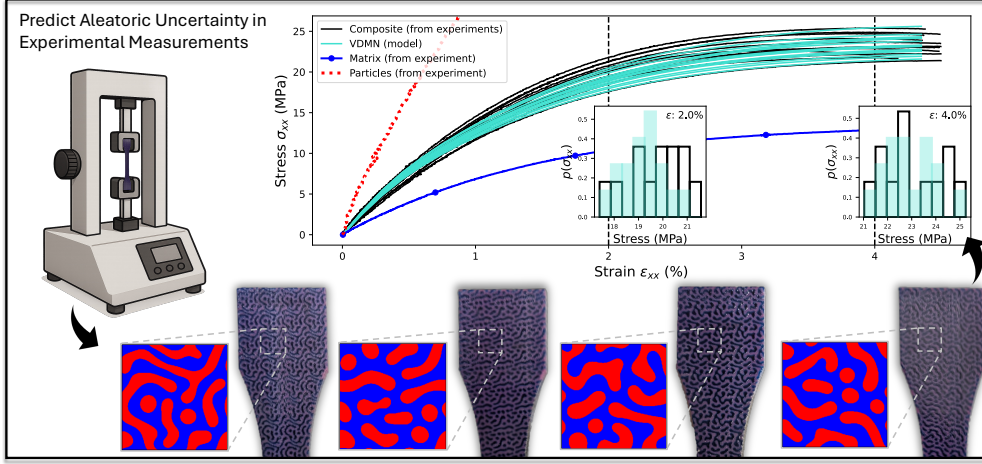 Predict Aleatoric Uncertainty in
Experimental Measurements
Stress σxx (MPa)
25
20
15
10
5
0
Composite (from experiments)
VDMN (model)
Matrix (from experiment)
Particles (from experiment)
0
1
2
3
4
Strain εxx (%)
ε: 2.0%
p(σxx)
0.5
0.4
0.3
0.2
0.1
0.0
18
19
20
21
Stress (MPa)
ε: 4.0%
p(σxx)
0.5
0.4
0.3
0.2
0.1
0.0
21
22
23
24
25
Stress (MPa)